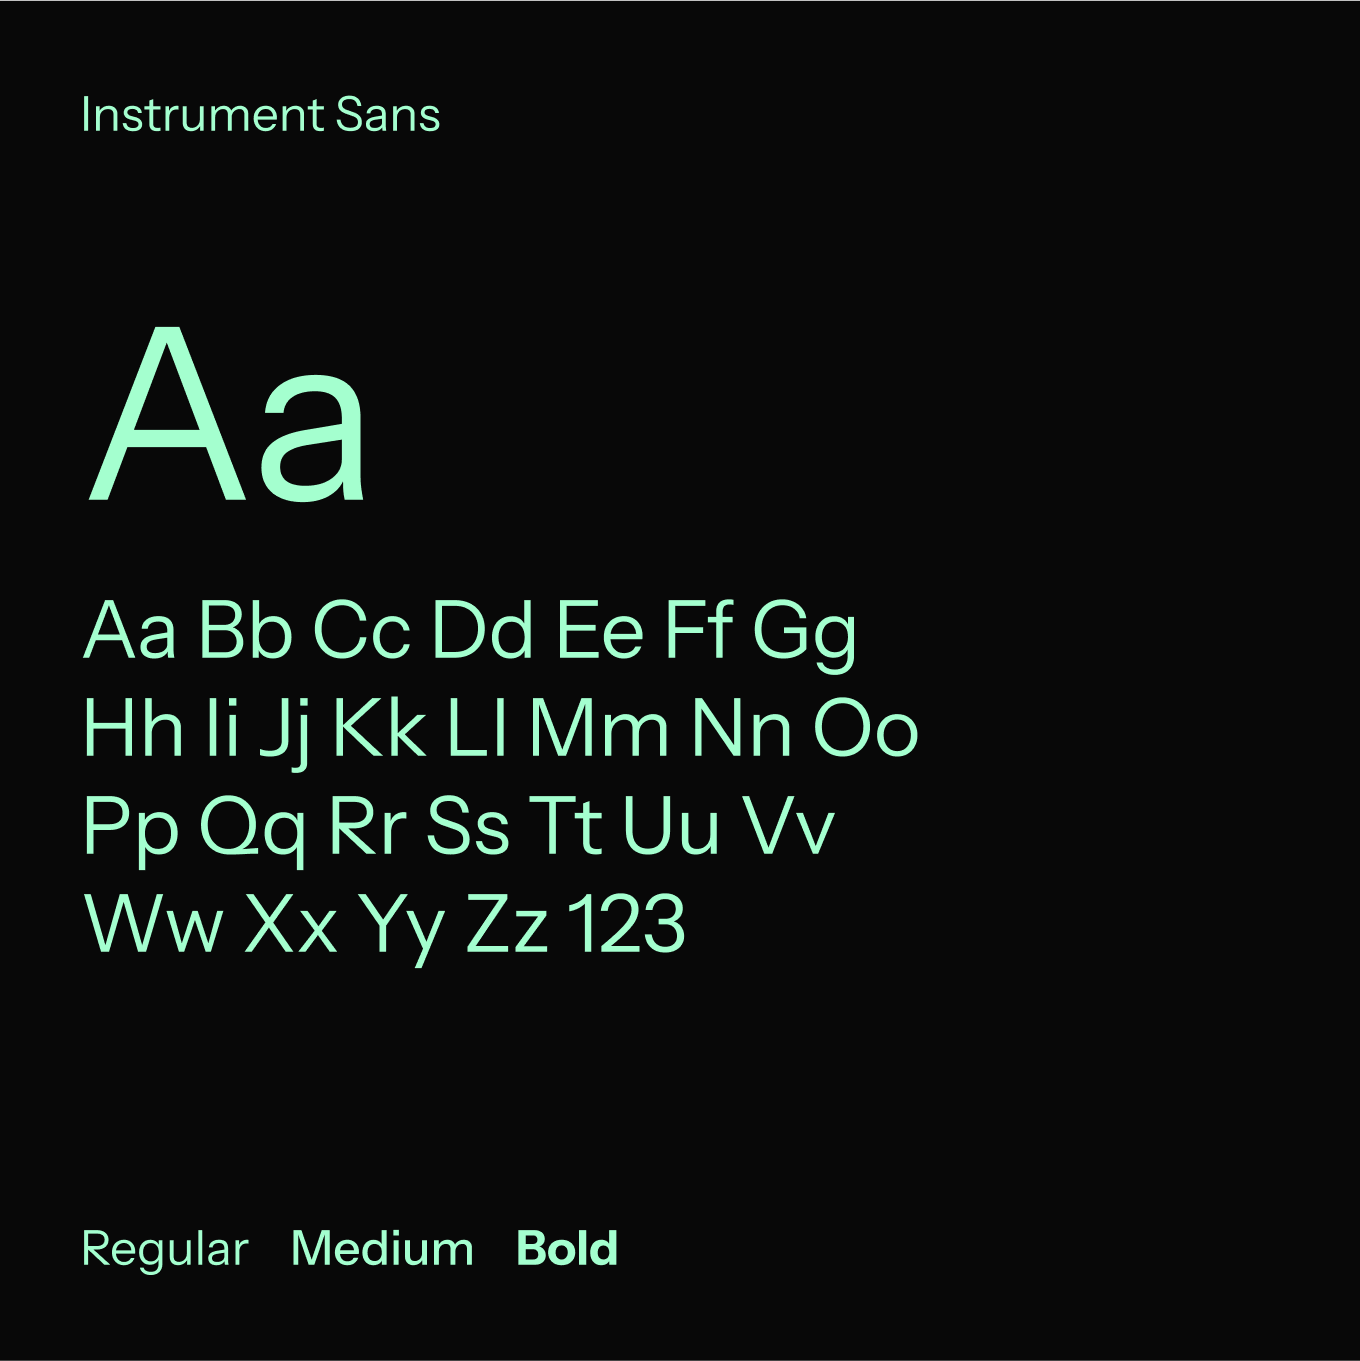 Instrument Sans
Aa
Aa Bb Cc Dd Ee Ff Gg
Hh Ii Jj Kk Ll Mm Nn Oo
Pp Qq Rr Ss Tt Uu Vv
Ww Xx Yy Zz 123
Regular Medium Bold